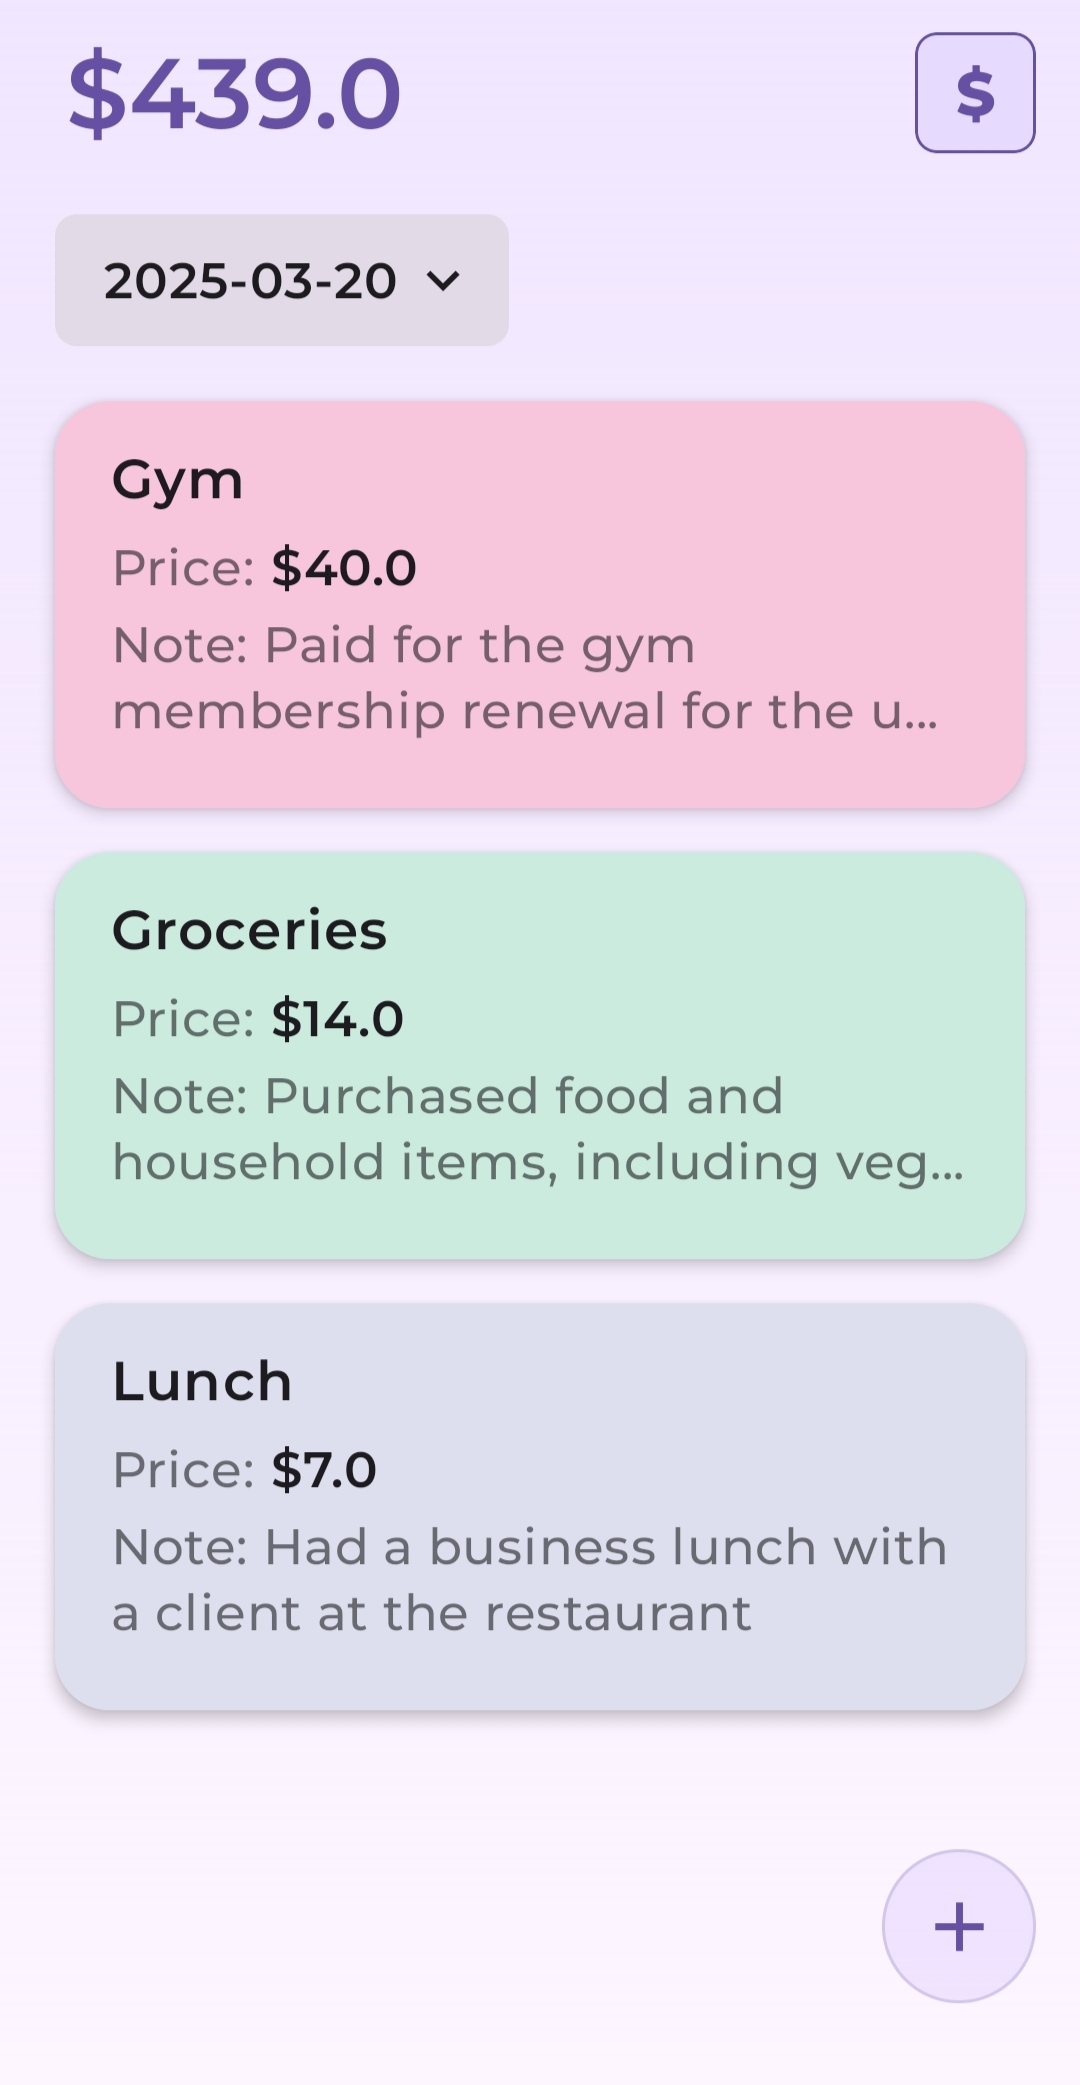 $439.0
$
2025-03-20
Gym
Price: $40.0
Note: Paid for the gym
membership renewal for the u...
Groceries
Price: $14.0
Note: Purchased food and
household items, including veg...
Lunch
Price: $7.0
Note: Had a business lunch with
a client at the restaurant
+